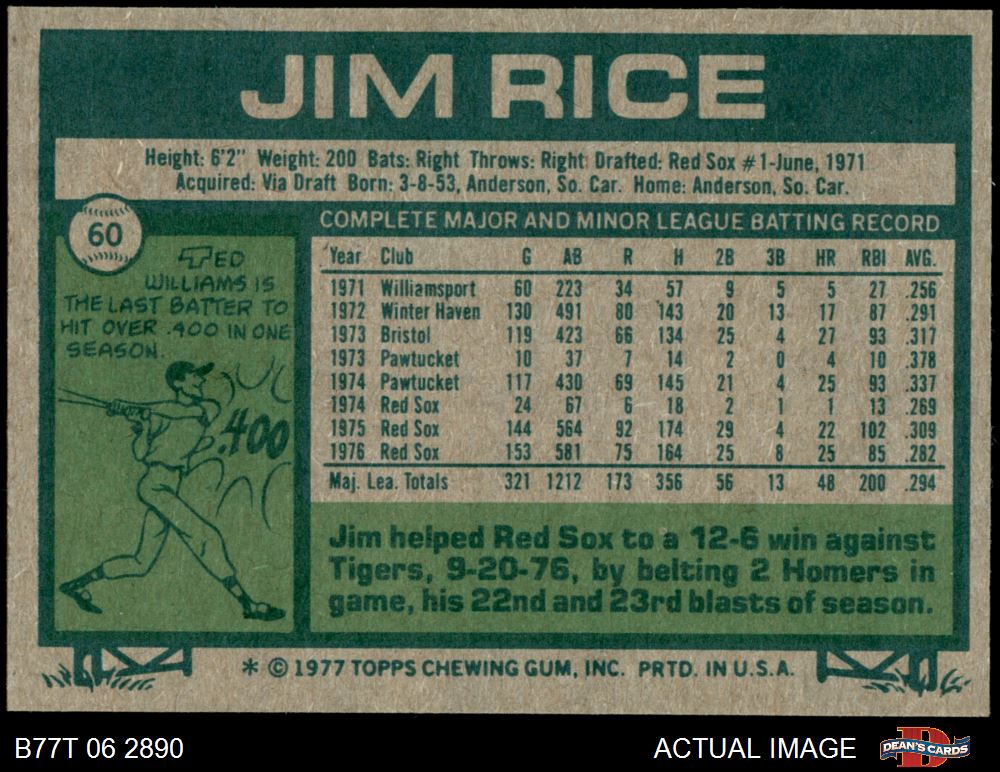 JIM RICE
Height: 6'2" Weight: 200 Bats: Right Throws: Right Drafted: Red Sox #1-June, 1971
Acquired: Via Draft Born: 3-8-53, Anderson, So. Car. Home: Anderson, So. Car.
60
TED
WILLIAMS IS
THE LAST BATTER TO
HIT OVER .400 IN ONE
SEASON.
.400
COMPLETE MAJOR AND MINOR LEAGUE BATTING RECORD
Year Club G AB R H 2B 3B HR RBI AVG.
1971 Williamsport 60 223 34 57 9 5 5 27 .256
1972 Winter Haven 130 491 80 143 20 13 17 87 .291
1973 Bristol 119 423 66 134 25 4 27 93 .317
1973 Pawtucket 10 37 7 14 2 0 4 10 .378
1974 Pawtucket 117 430 69 145 21 4 25 93 .337
1974 Red Sox 24 67 6 18 2 1 1 13 .269
1975 Red Sox 144 564 92 174 29 4 22 102 .309
1976 Red Sox 153 581 75 164 25 8 25 85 .282
Maj. Lea. Totals 321 1212 173 356 56 13 48 200 .294
Jim helped Red Sox to a 12-6 win against
Tigers, 9-20-76, by belting 2 Homers in
game, his 22nd and 23rd blasts of season.
* © 1977 TOPPS CHEWING GUM, INC. PRTD. IN U.S.A.
B77T 06 2890
ACTUAL IMAGE
D
DEAN'S CARDS